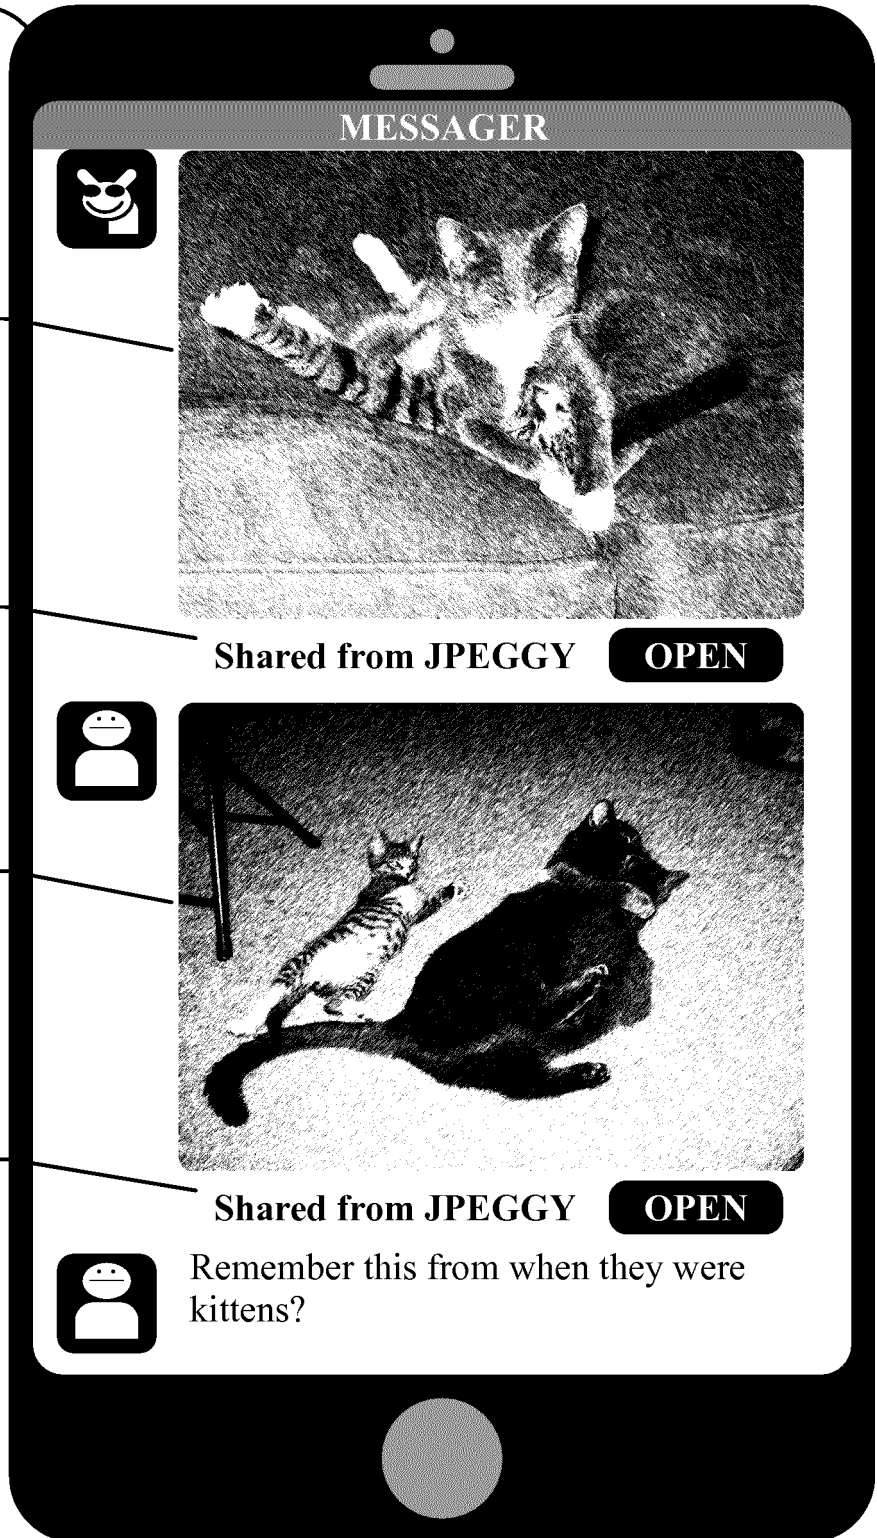 MESSAGER
Shared from JPEGGY OPEN
Shared from JPEGGY OPEN
Remember this from when they were
kittens?